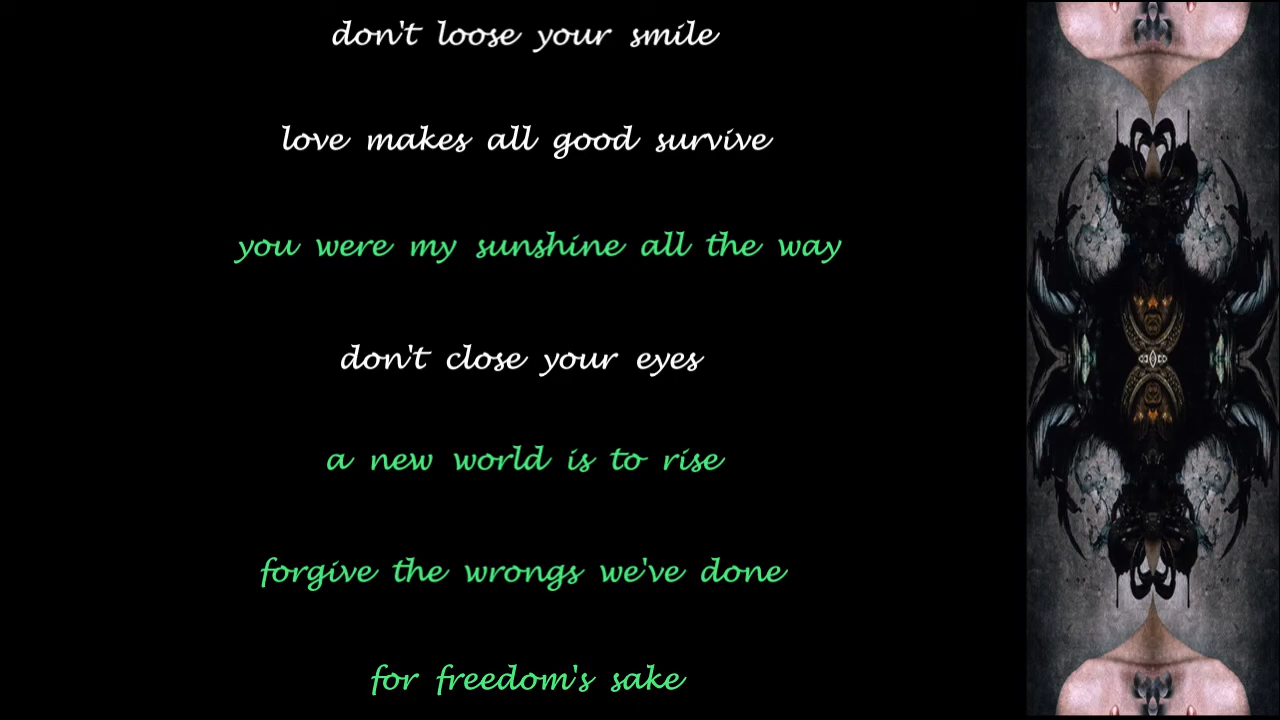 don't loose your smile
love makes all good survive
you were my sunshine all the way
don't close your eyes
a new world is to rise
forgive the wrongs we've done
for freedom's sake